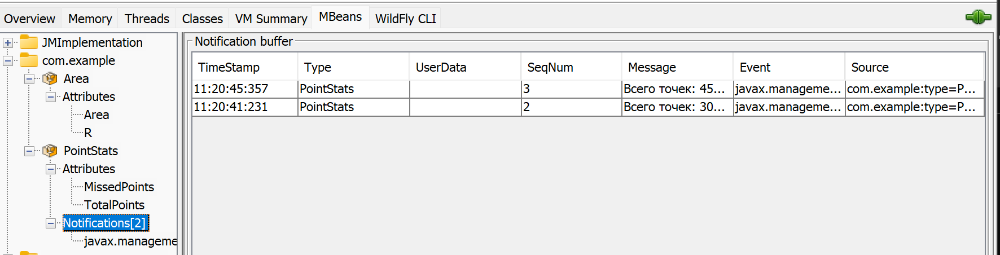 Overview Memory Threads Classes VM Summary MBeans WildFly CLI
JMImplementation
com.example
Area
Attributes
Area
R
PointStats
Attributes
MissedPoints
TotalPoints
Notifications[2]
javax.manageme
Notification buffer
TimeStamp Type UserData SeqNum Message Event Source
11:20:45:357 PointStats 3 Всего точек: 45... javax.manageme... com.example:type=P...
11:20:41:231 PointStats 2 Всего точек: 30... javax.manageme... com.example:type=P...